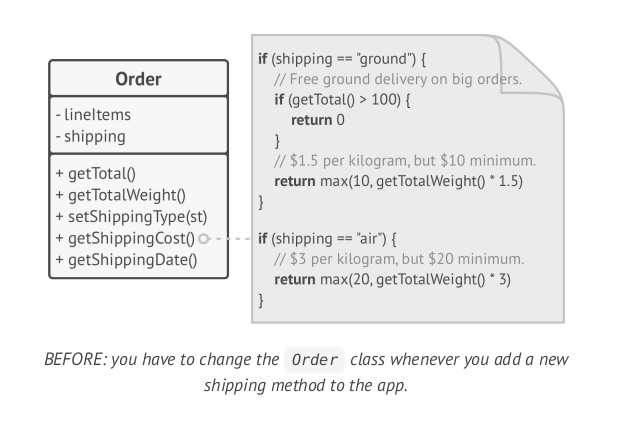 Order
- lineItems
- shipping
+ getTotal()
+ getTotalWeight()
+ setShippingType(st)
+ getShippingCost()
+ getShippingDate()
if (shipping == "ground") {
// Free ground delivery on big orders.
if (getTotal() > 100) {
return 0
}
// $1.5 per kilogram, but $10 minimum.
return max(10, getTotalWeight() * 1.5)
}
if (shipping == "air") {
// $3 per kilogram, but $20 minimum.
return max(20, getTotalWeight() * 3)
}
BEFORE: you have to change the Order class whenever you add a new
shipping method to the app.